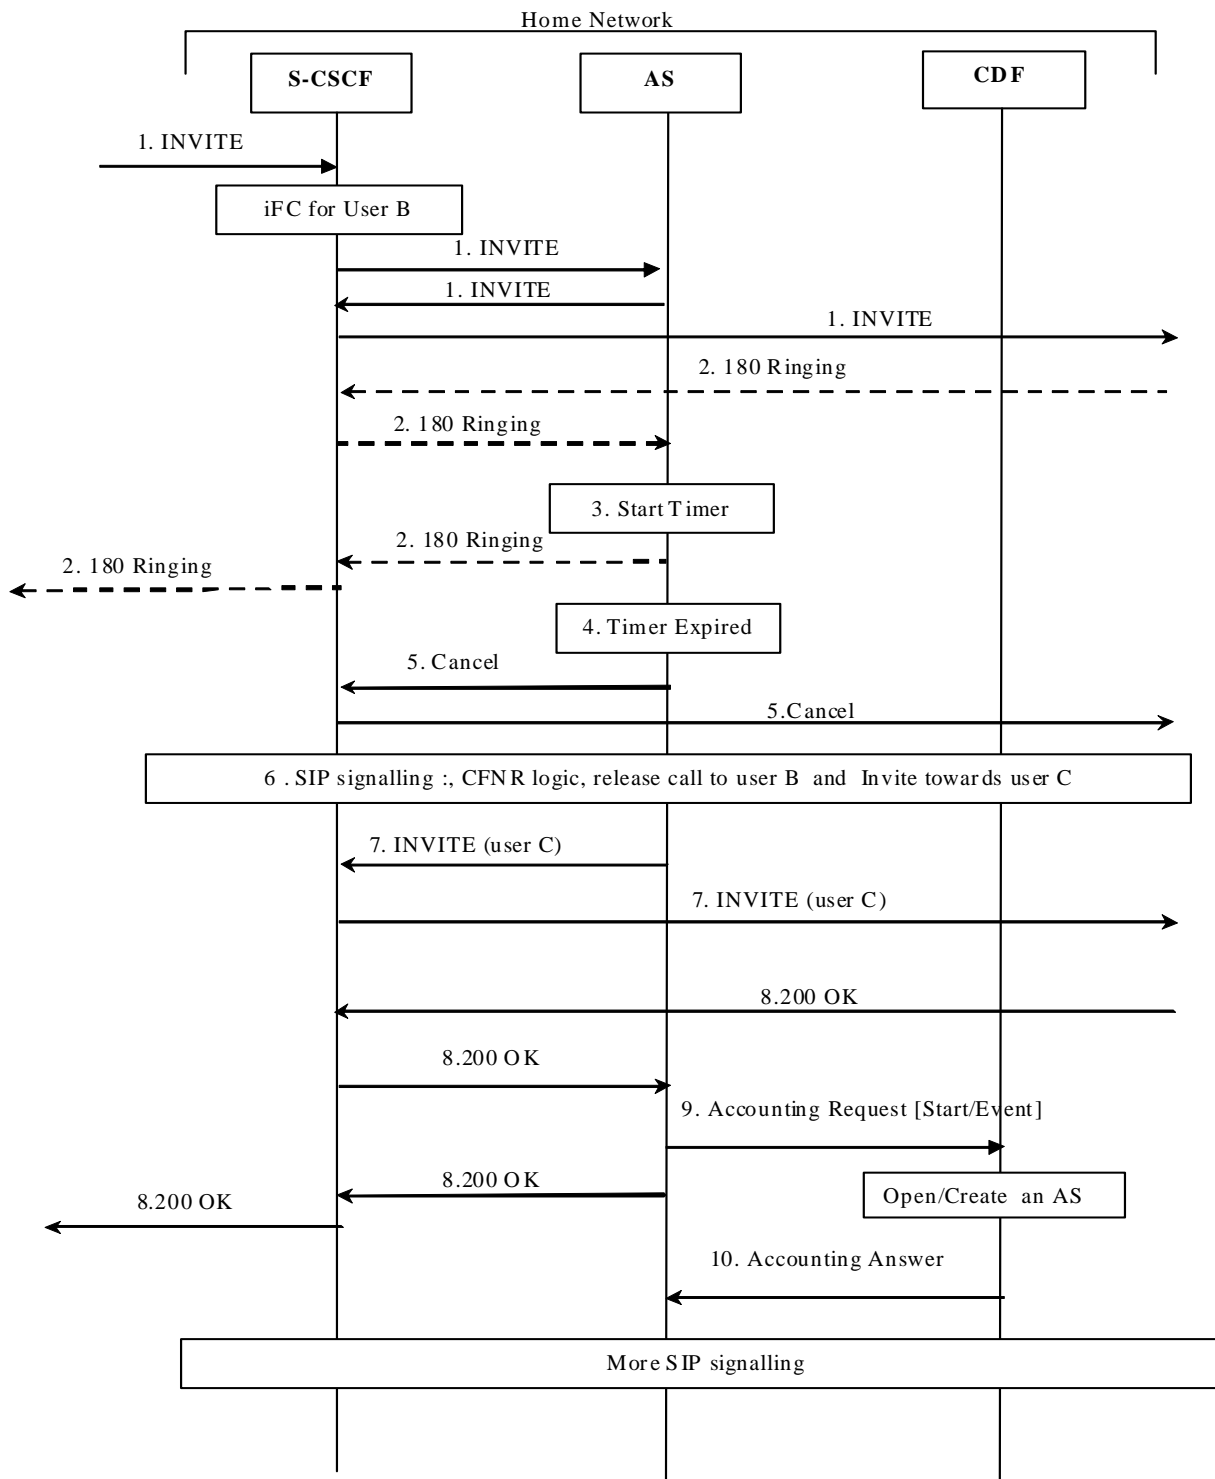 Home Network
S-CSCF
AS
CDF
1. INVITE
iFC for User B
1. INVITE
1. INVITE
1. INVITE
2. 180 Ringing
2. 180 Ringing
3. Start Timer
2. 180 Ringing
2. 180 Ringing
4. Timer Expired
5. Cancel
5.Cancel
6 . SIP signalling :, CFNR logic, release call to user B and Invite towards user C
7. INVITE (user C)
7. INVITE (user C)
8.200 OK
8.200 OK
9. Accounting Request [Start/Event]
8.200 OK
Open/Create an AS
8.200 OK
10. Accounting Answer
More SIP signalling